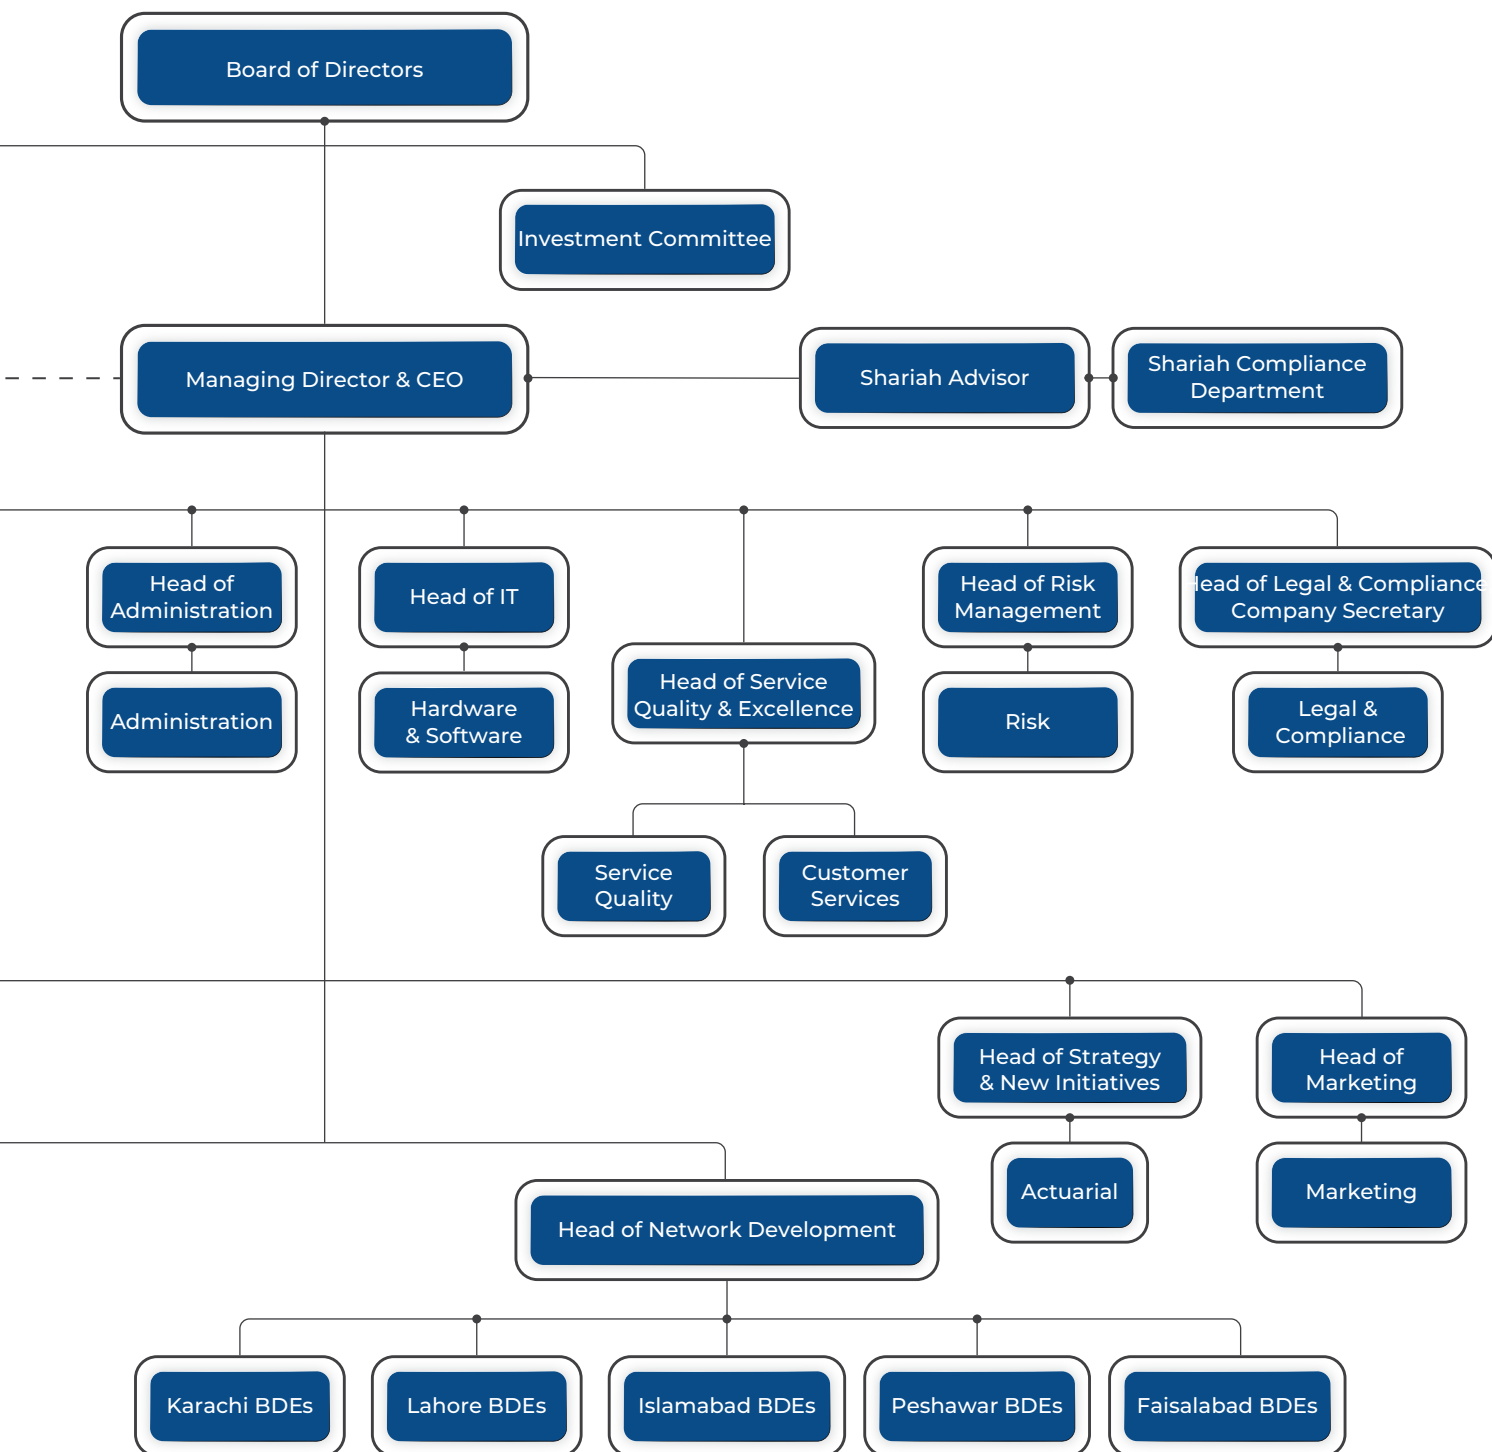 Board of Directors
Investment Committee
Managing Director & CEO
Shariah Advisor
Shariah Compliance
Department
Head of
Administration
Head of IT
Head of Risk
Management
Head of Legal & Compliance
Company Secretary
Head of Service
Quality & Excellence
Administration
Hardware
& Software
Risk
Legal &
Compliance
Service
Quality
Customer
Services
Head of Strategy
& New Initiatives
Head of
Marketing
Actuarial
Marketing
Head of Network Development
Karachi BDEs
Lahore BDEs
Islamabad BDEs
Peshawar BDEs
Faisalabad BDEs